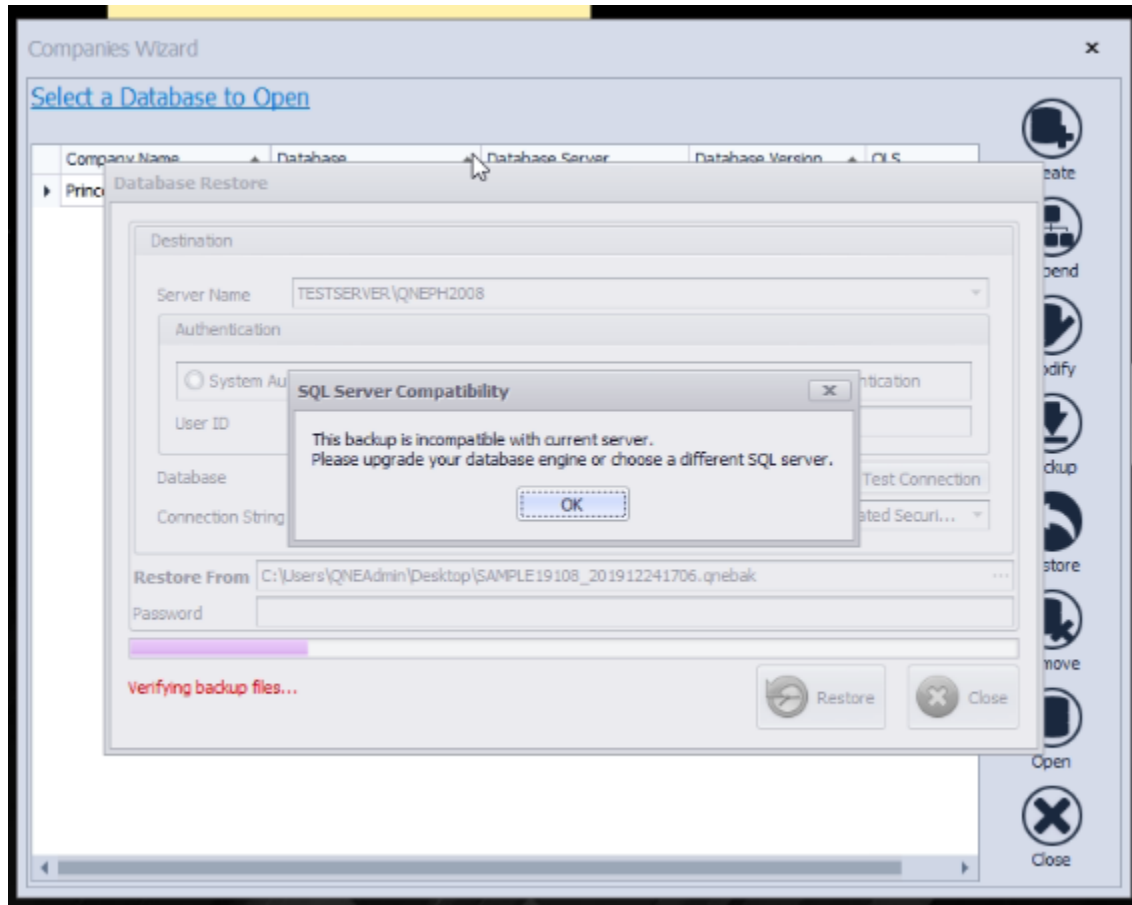 Companies Wizard
Select a Database to Open
Company Name Database Database Server Database Version OLS
Database Restore
Destination
Server Name TESTSERVER\QNEPH2008
Authentication
System
SQL Server Compatibility
User ID
This backup is incompatible with current server.
Please upgrade your database engine or choose a different SQL server.
OK
Database Test Connection
Connection String
Restore From C:\Users\QNEAdmin\Desktop\SAMPLE19108_201912241706.qnebak ...
Password
Verifying backup files...
Restore Close
Open
Close